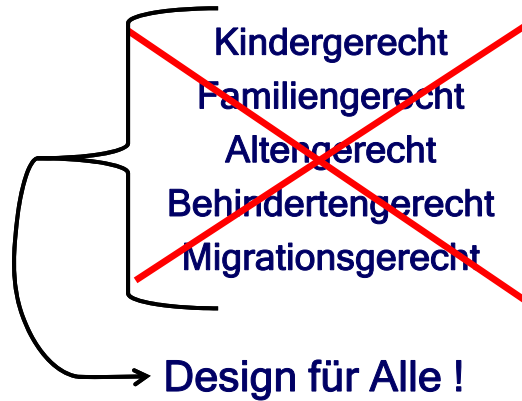 Kindergerecht
Familiengerecht
Altengerecht
Behindertengerecht
Migrationsgerecht
Design für Alle !